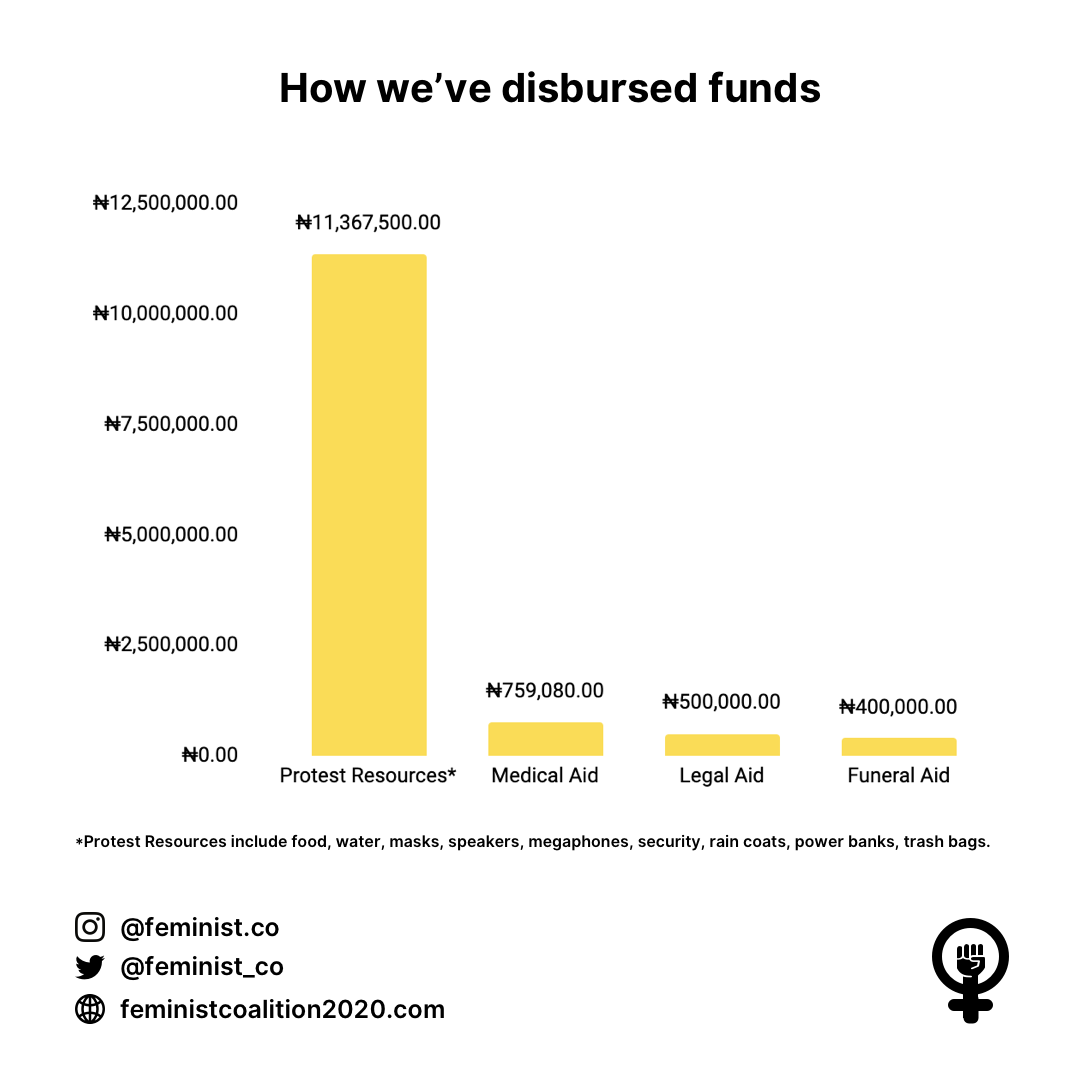 How we’ve disbursed funds
₦12,500,000.00
₦11,367,500.00
₦10,000,000.00
₦7,500,000.00
₦5,000,000.00
₦2,500,000.00
₦759,080.00
₦500,000.00
₦400,000.00
₦0.00
Protest Resources* Medical Aid Legal Aid Funeral Aid
*Protest Resources include food, water, masks, speakers, megaphones, security, rain coats, power banks, trash bags.
@feminist.co
@feminist_co
feministcoalition2020.com